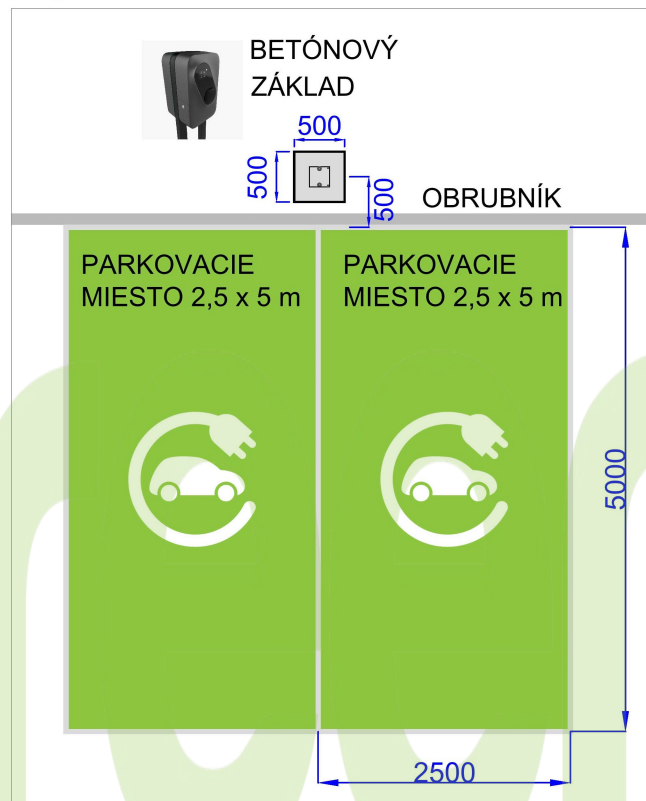 BETÓNOVÝ
ZÁKLAD
500
500
500
OBRUBNÍK
PARKOVACIE
MIESTO 2,5 x 5 m
PARKOVACIE
MIESTO 2,5 x 5 m
5000
2500